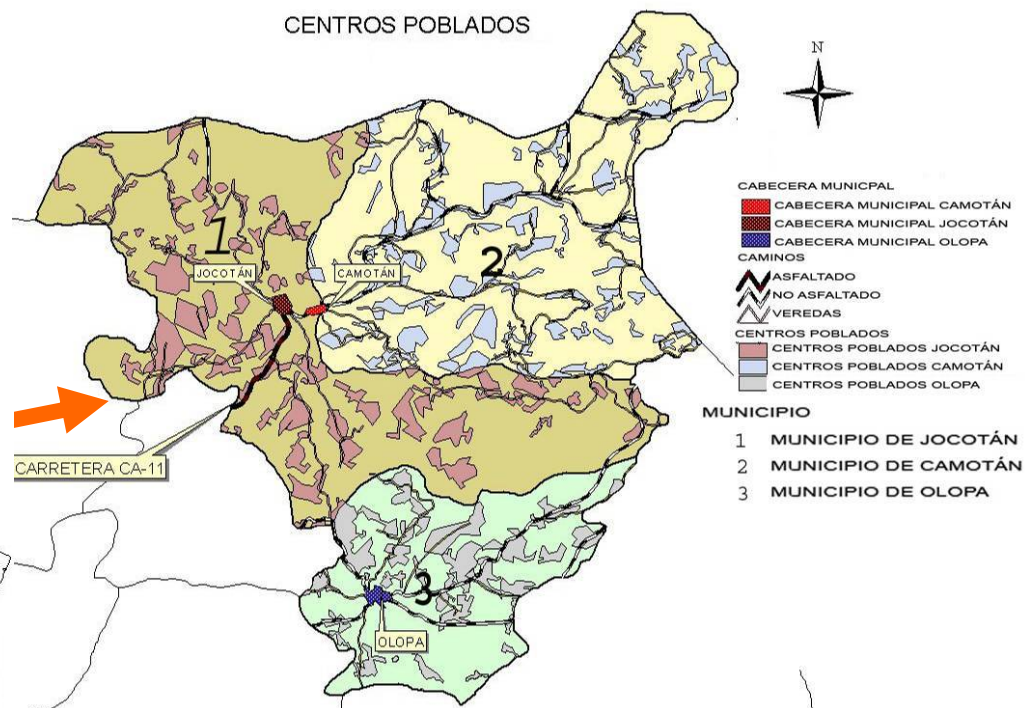 CENTROS POBLADOS
N
1
JOCOTÁN
CAMOTÁN
2
CARRETERA CA-11
3
OLOPA
CABECERA MUNICPAL
CABECERA MUNICIPAL CAMOTÁN
CABECERA MUNICIPAL JOCOTÁN
CABECERA MUNICIPAL OLOPA
CAMINOS
ASFALTADO
NO ASFALTADO
VEREDAS
CENTROS POBLADOS
CENTROS POBLADOS JOCOTÁN
CENTROS POBLADOS CAMOTÁN
CENTROS POBLADOS OLOPA
MUNICIPIO
1 MUNICIPIO DE JOCOTÁN
2 MUNICIPIO DE CAMOTÁN
3 MUNICIPIO DE OLOPA